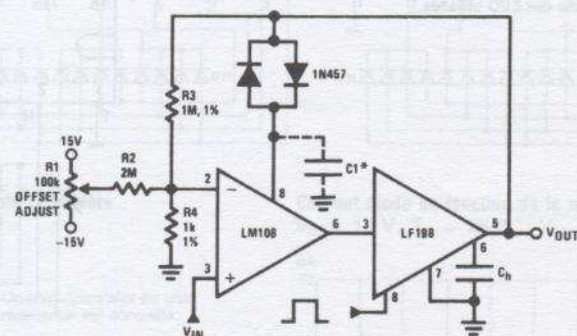 1N457
R3
1M, 1%
15V
R1
100k
OFFSET
ADJUST
-15V
R2
2M
R4
1k
1%
2
3
8
C1*
LM108
6
3
LF198
5
VOUT
6
7
8
Ch
VIN